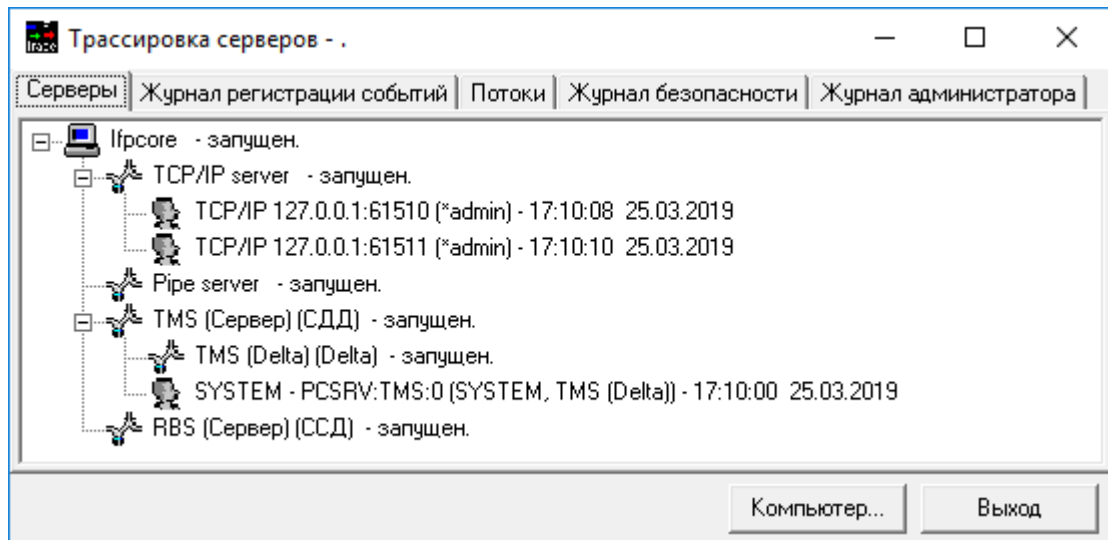 Трассировка серверов - .
Серверы Журнал регистрации событий Потоки Журнал безопасности Журнал администратора
Ifpcore - запущен.
TCP/IP server - запущен.
TCP/IP 127.0.0.1:61510 (*admin) - 17:10:08 25.03.2019
TCP/IP 127.0.0.1:61511 (*admin) - 17:10:10 25.03.2019
Pipe server - запущен.
TMS (Сервер) (СДД) - запущен.
TMS (Delta) (Delta) - запущен.
SYSTEM - PCSRV:TMS:0 (SYSTEM, TMS (Delta)) - 17:10:00 25.03.2019
RBS (Сервер) (ССД) - запущен.
Компьютер... Выход